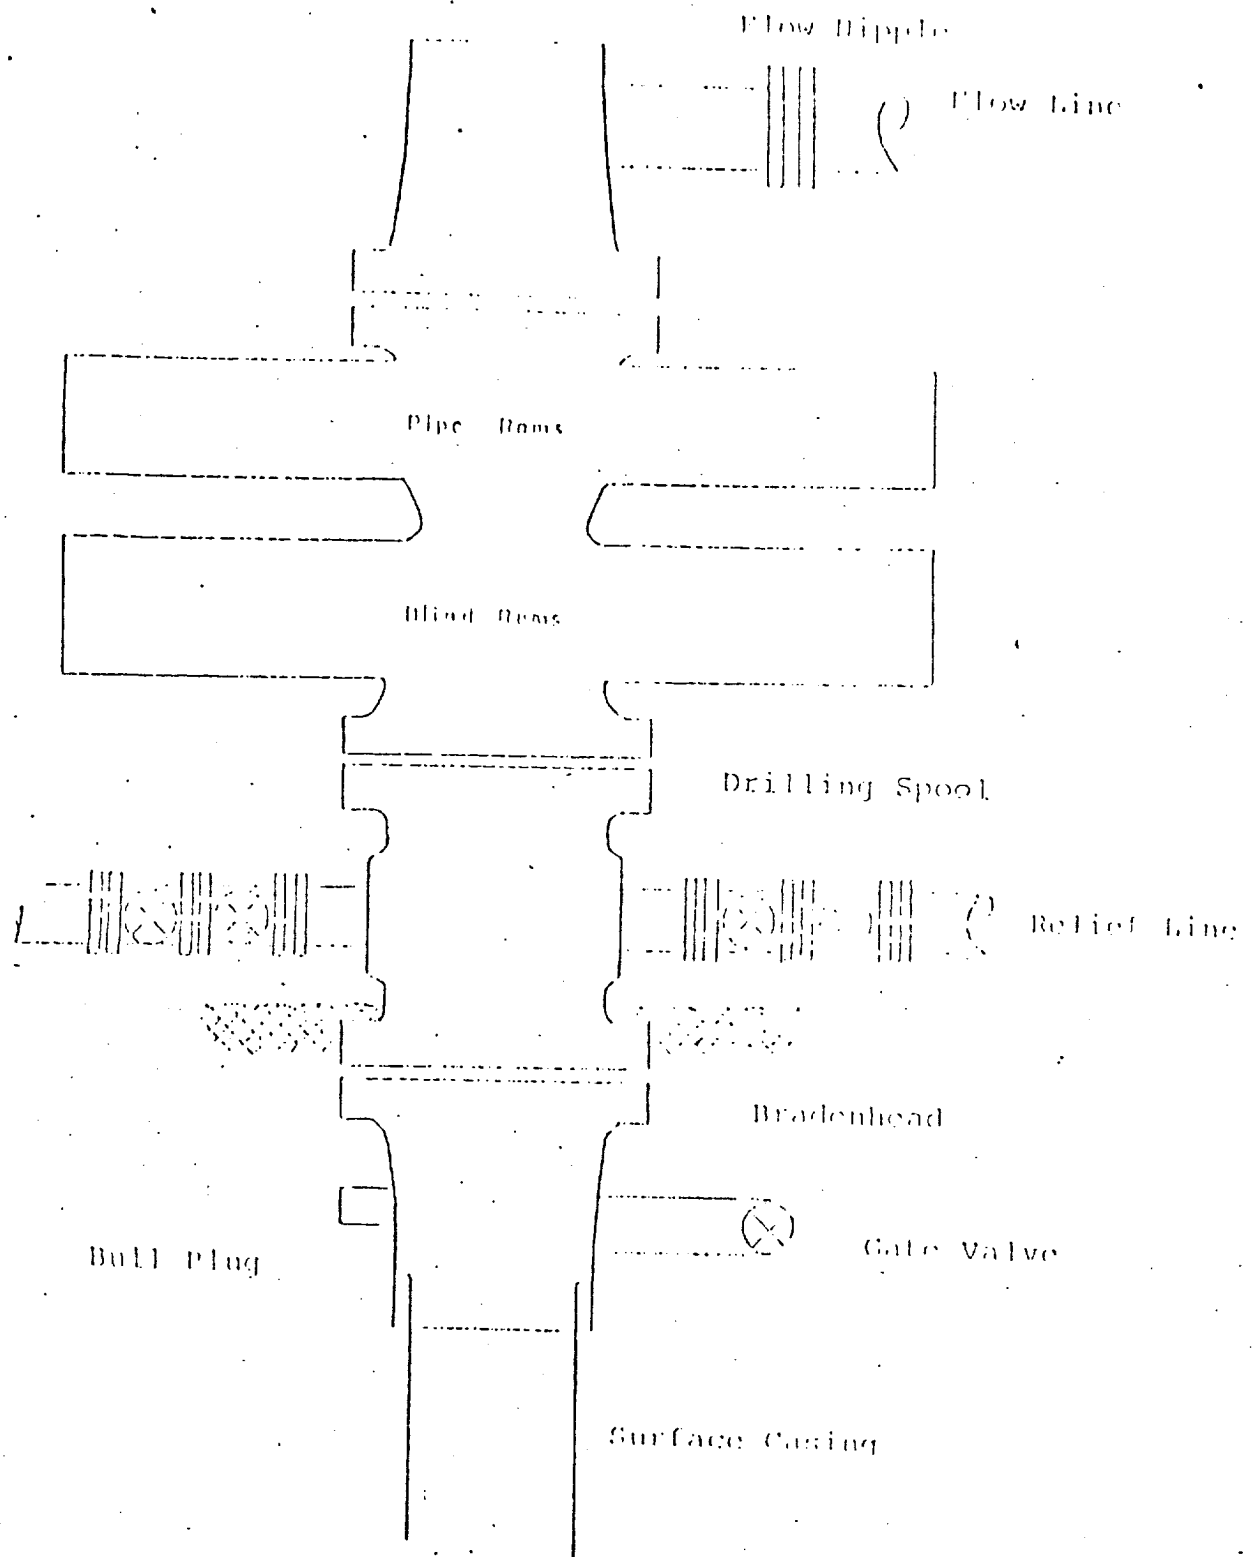 Flow Nipple
Flow Line
Pipe Rams
Blind Rams
Drilling Spool
Relief Line
Bradenhead
Bull Plug
Gate Valve
Surface Casing